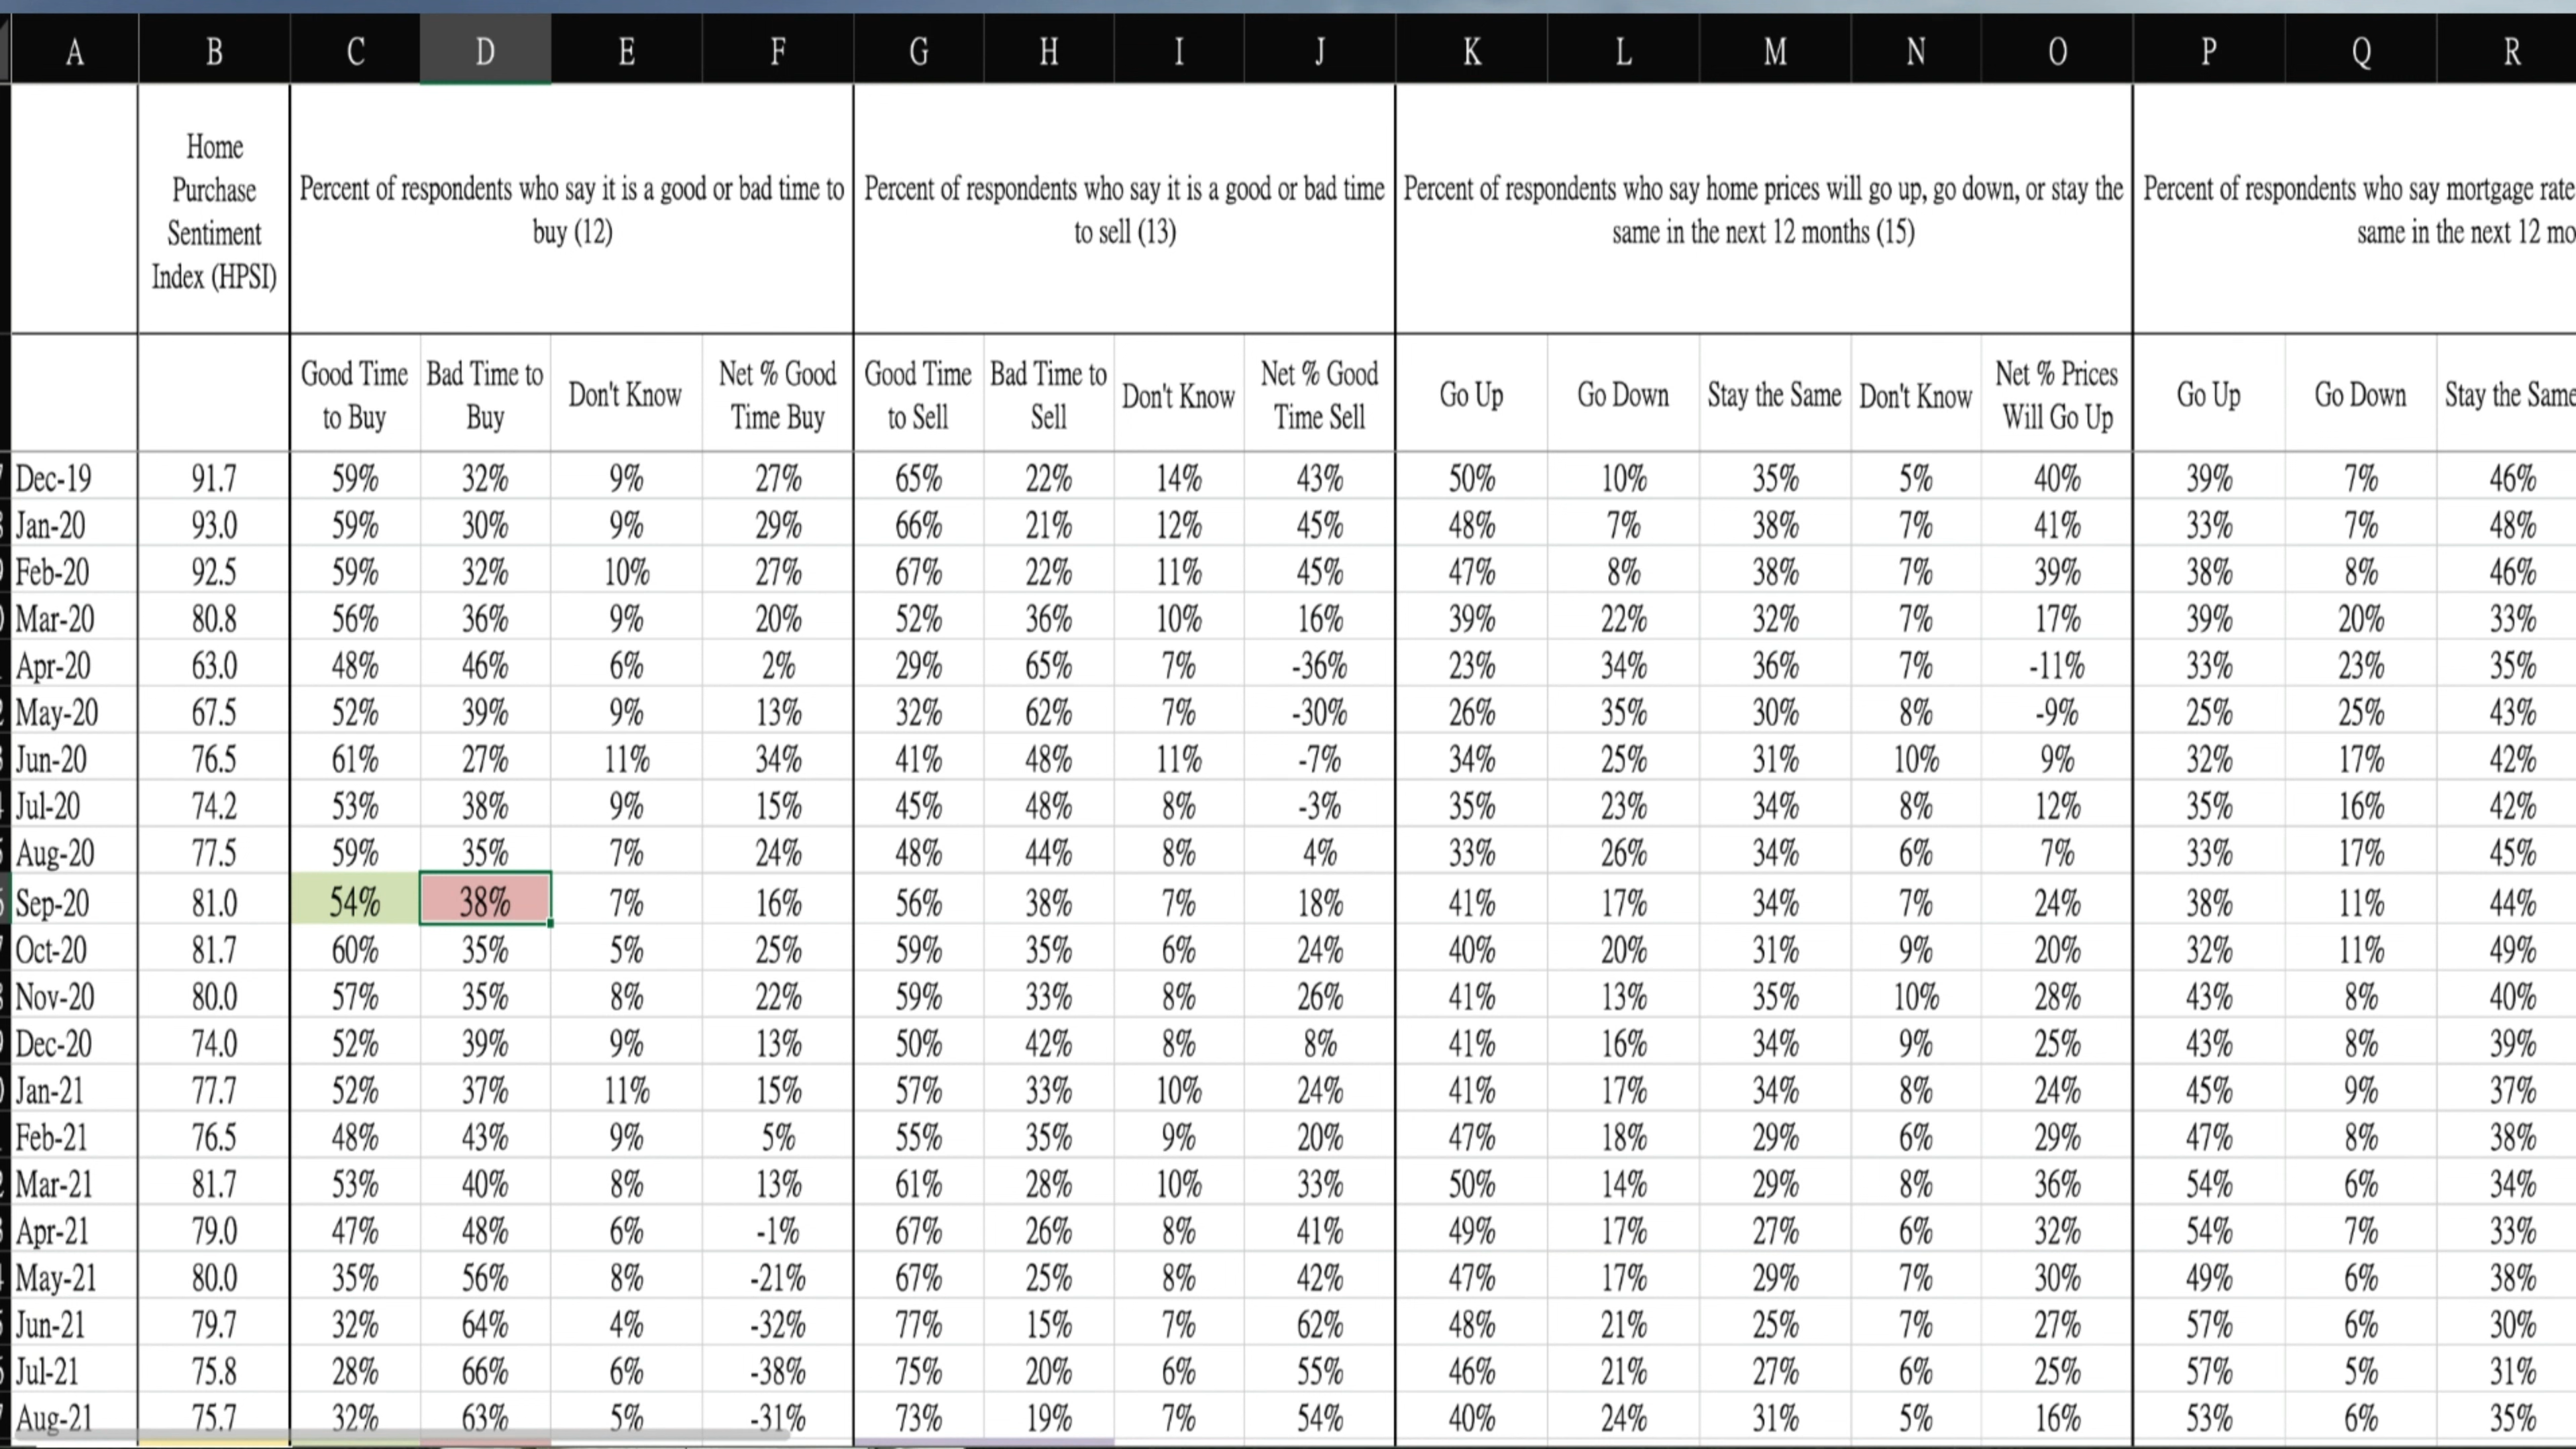 A B C D E F G H I J K L M N O P Q R
Home
Purchase
Sentiment
Index (HPSI)
Percent of respondents who say it is a good or bad time to
buy (12)
Percent of respondents who say it is a good or bad time
to sell (13)
Percent of respondents who say home prices will go up, go down, or stay the
same in the next 12 months (15)
Percent of respondents who say mortgage rate
same in the next 12 mo
Good Time
to Buy
Bad Time to
Buy
Don't Know
Net % Good
Time Buy
Good Time
to Sell
Bad Time to
Sell
Don't Know
Net % Good
Time Sell
Go Up
Go Down
Stay the Same
Don't Know
Net % Prices
Will Go Up
Go Up
Go Down
Stay the Same
Dec-19 91.7 59% 32% 9% 27% 65% 22% 14% 43% 50% 10% 35% 5% 40% 39% 7% 46%
Jan-20 93.0 59% 30% 9% 29% 66% 21% 12% 45% 48% 7% 38% 7% 41% 33% 7% 48%
Feb-20 92.5 59% 32% 10% 27% 67% 22% 11% 45% 47% 8% 38% 7% 39% 38% 8% 46%
Mar-20 80.8 56% 36% 9% 20% 52% 36% 10% 16% 39% 22% 32% 7% 17% 39% 20% 33%
Apr-20 63.0 48% 46% 6% 2% 29% 65% 7% -36% 23% 34% 36% 7% -11% 33% 23% 35%
May-20 67.5 52% 39% 9% 13% 32% 62% 7% -30% 26% 35% 30% 8% -9% 25% 25% 43%
Jun-20 76.5 61% 27% 11% 34% 41% 48% 11% -7% 34% 25% 31% 10% 9% 32% 17% 42%
Jul-20 74.2 53% 38% 9% 15% 45% 48% 8% -3% 35% 23% 34% 8% 12% 35% 16% 42%
Aug-20 77.5 59% 35% 7% 24% 48% 44% 8% 4% 33% 26% 34% 6% 7% 33% 17% 45%
Sep-20 81.0 54% 38% 7% 16% 56% 38% 7% 18% 41% 17% 34% 7% 24% 38% 11% 44%
Oct-20 81.7 60% 35% 5% 25% 59% 35% 6% 24% 40% 20% 31% 9% 20% 32% 11% 49%
Nov-20 80.0 57% 35% 8% 22% 59% 33% 8% 26% 41% 13% 35% 10% 28% 43% 8% 40%
Dec-20 74.0 52% 39% 9% 13% 50% 42% 8% 8% 41% 16% 34% 9% 25% 43% 8% 39%
Jan-21 77.7 52% 37% 11% 15% 57% 33% 10% 24% 41% 17% 34% 8% 24% 45% 9% 37%
Feb-21 76.5 48% 43% 9% 5% 55% 35% 9% 20% 47% 18% 29% 6% 29% 47% 8% 38%
Mar-21 81.7 53% 40% 8% 13% 61% 28% 10% 33% 50% 14% 29% 8% 36% 54% 6% 34%
Apr-21 79.0 47% 48% 6% -1% 67% 26% 8% 41% 49% 17% 27% 6% 32% 54% 7% 33%
May-21 80.0 35% 56% 8% -21% 67% 25% 8% 42% 47% 17% 29% 7% 30% 49% 6% 38%
Jun-21 79.7 32% 64% 4% -32% 77% 15% 7% 62% 48% 21% 25% 7% 27% 57% 6% 30%
Jul-21 75.8 28% 66% 6% -38% 75% 20% 6% 55% 46% 21% 27% 6% 25% 57% 5% 31%
Aug-21 75.7 32% 63% 5% -31% 73% 19% 7% 54% 40% 24% 31% 5% 16% 53% 6% 35%